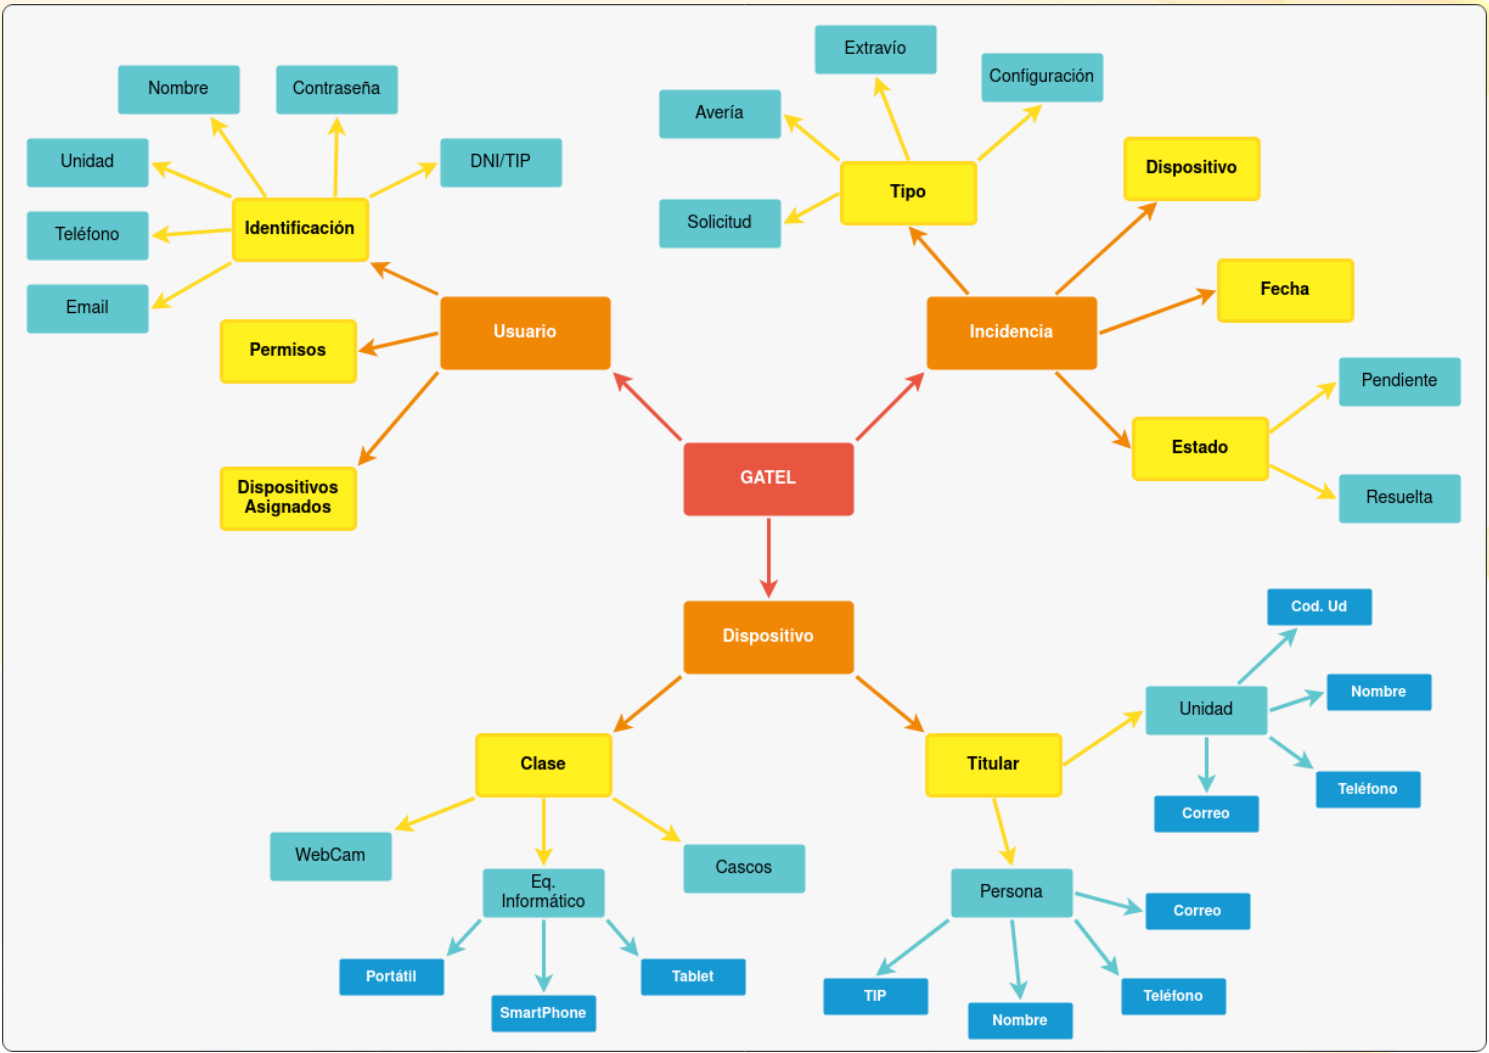 Extravío
Configuración
Nombre
Contraseña
Avería
Unidad
DNI/TIP
Dispositivo
Tipo
Solicitud
Teléfono
Identificación
Email
Fecha
Usuario
Incidencia
Permisos
Pendiente
Estado
GATEL
Dispositivos
Asignados
Resuelta
Cod. Ud
Dispositivo
Nombre
Unidad
Clase
Titular
Teléfono
Correo
WebCam
Cascos
Eq.
Informático
Persona
Correo
Portátil
Tablet
TIP
Teléfono
SmartPhone
Nombre